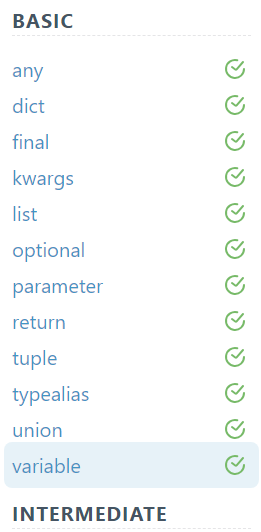 BASIC
any
dict
final
kwargs
list
optional
parameter
return
tuple
typealias
union
variable
INTERMEDIATE